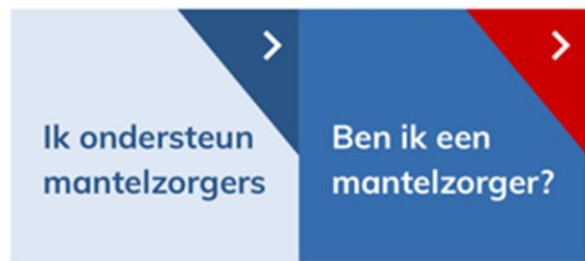 Ik ondersteun
mantelzorgers
Ben ik een
mantelzorger?